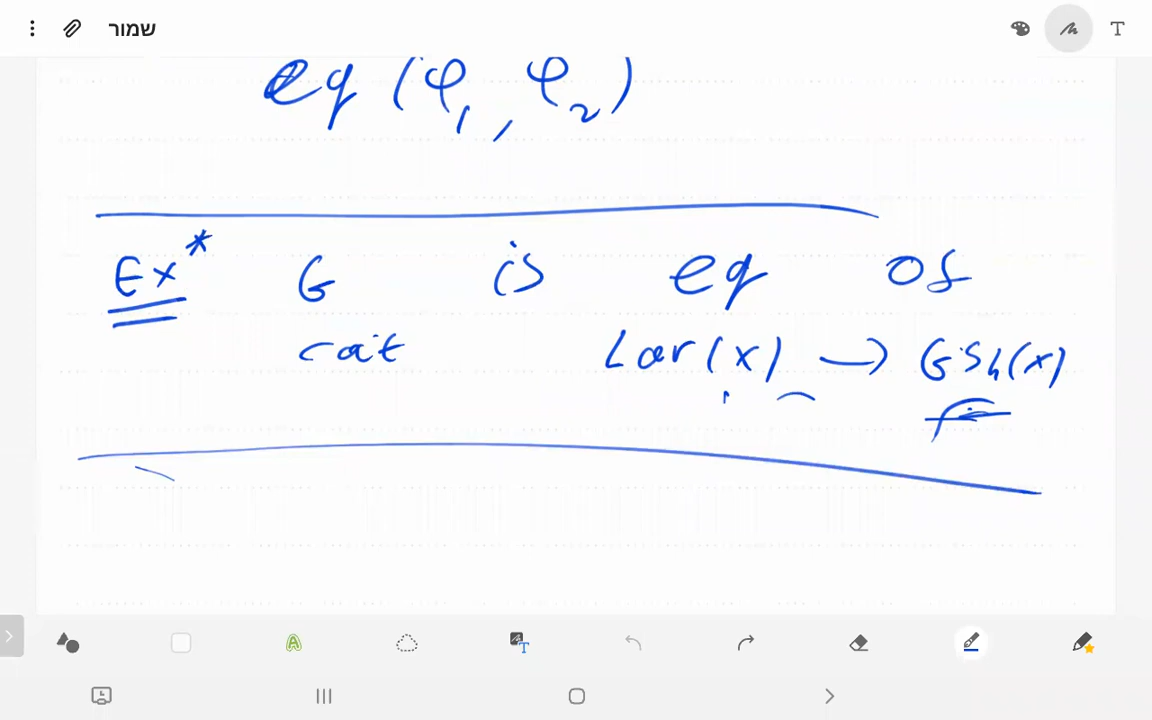 שמור
T
eq (φ₁, φ₂)
Ex* G is eq of
cat Lar(x) → GSh(x)